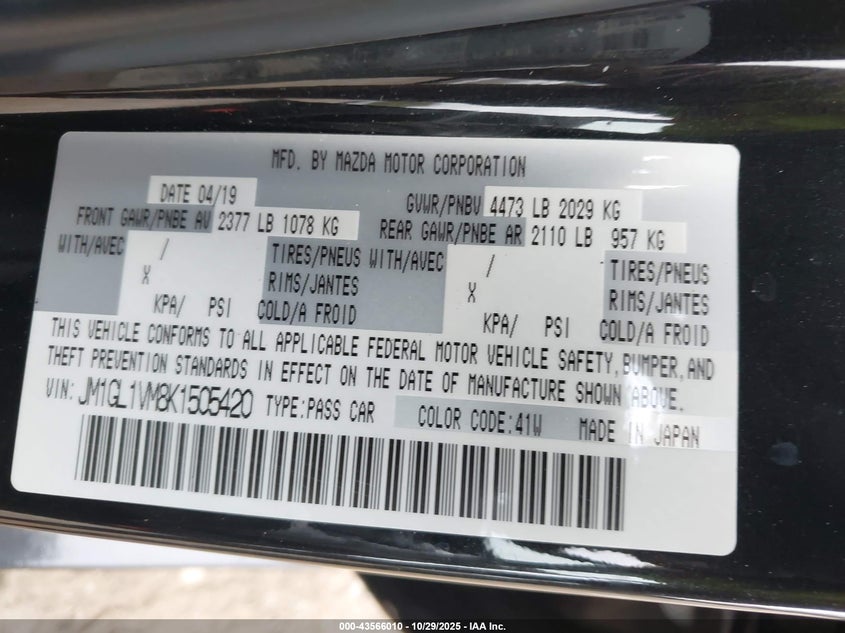 MFD. BY MAZDA MOTOR CORPORATION
DATE 04/19 GVWR/PNBV 4473 LB 2029 KG
FRONT GAWR/PNBE AV 2377 LB 1078 KG REAR GAWR/PNBE AR 2110 LB 957 KG
WITH/AVEC / TIRES/PNEUS WITH/AVEC / TIRES/PNEUS
X RIMS/JANTES X RIMS/JANTES
KPA/ PSI COLD/A FROID KPA/ PSI COLD/A FROID
THIS VEHICLE CONFORMS TO ALL APPLICABLE FEDERAL MOTOR VEHICLE SAFETY, BUMPER, AND
THEFT PREVENTION STANDARDS IN EFFECT ON THE DATE OF MANUFACTURE SHOWN ABOVE.
VIN: JM1GL1VM8K1505420 TYPE:PASS CAR COLOR CODE:41W MADE IN JAPAN
000-43566010 - 10/29/2025 - IAA Inc.